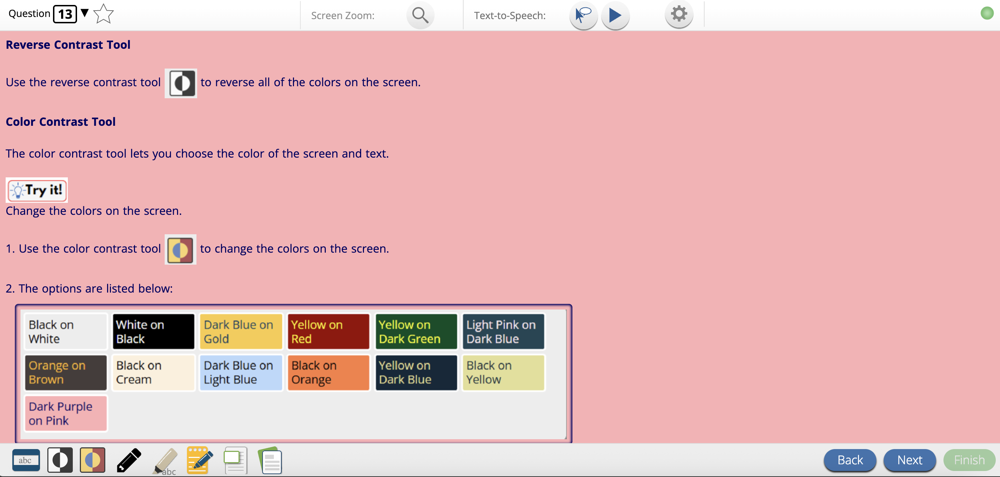 Question 13
Screen Zoom:
Text-to-Speech:
Reverse Contrast Tool
Use the reverse contrast tool to reverse all of the colors on the screen.
Color Contrast Tool
The color contrast tool lets you choose the color of the screen and text.
Try it!
Change the colors on the screen.
1. Use the color contrast tool to change the colors on the screen.
2. The options are listed below:
Black on White
White on Black
Dark Blue on Gold
Yellow on Red
Yellow on Dark Green
Light Pink on Dark Blue
Orange on Brown
Black on Cream
Dark Blue on Light Blue
Black on Orange
Yellow on Dark Blue
Black on Yellow
Dark Purple on Pink
abc
abc
Back
Next
Finish